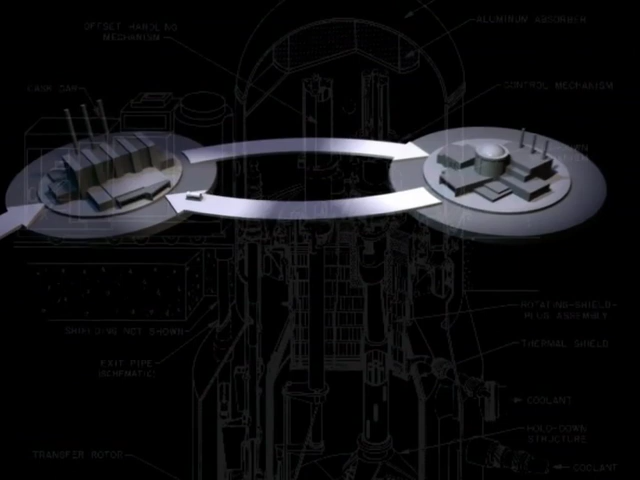 OFFSET HANDLING
MECHANISM
ALUMINUM ABSORBER
CASK CAR
CONTROL MECHANISM
ROTATING-SHIELD-
PLUG ASSEMBLY
SHIELDING NOT SHOWN
THERMAL SHIELD
EXIT PIPE
(SCHEMATIC)
COOLANT
HOLD-DOWN
STRUCTURE
TRANSFER ROTOR
COOLANT